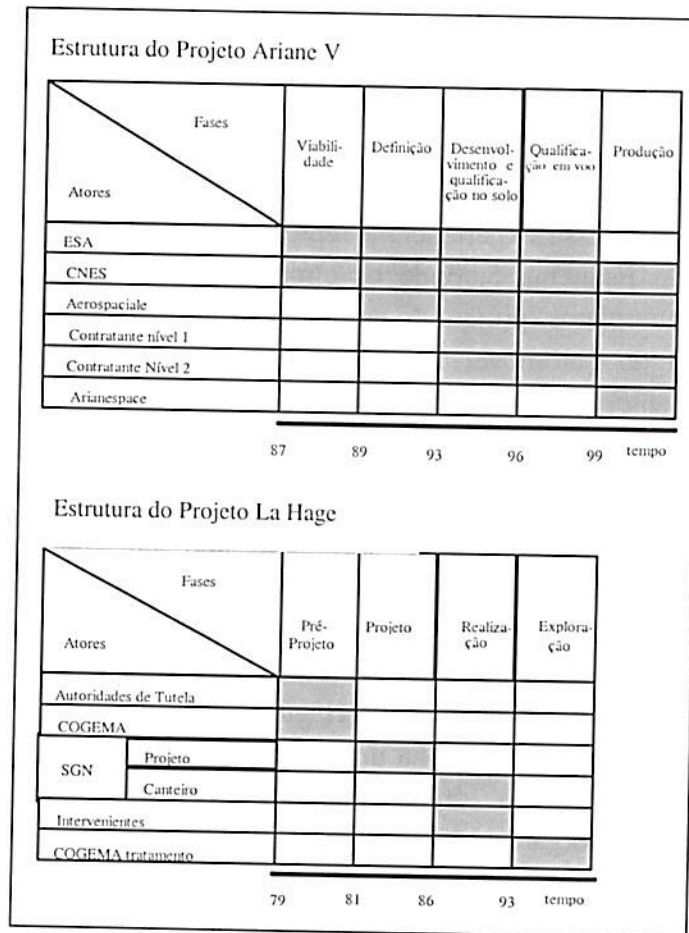 Estrutura do Projeto Ariane V
Fases
Atores
Viabili-
dade
Definição
Desenvol-
vimento e
qualifica-
ção no solo
Qualifica-
ção em voo
Produção
ESA
CNES
Aerospaciale
Contratante nível 1
Contratante Nível 2
Arianespace
87 89 93 96 99 tempo
Estrutura do Projeto La Hage
Fases
Atores
Pré-
Projeto
Projeto
Realiza-
ção
Explora-
ção
Autoridades de Tutela
COGEMA
SGN
Projeto
Canteiro
Intervenientes
COGEMA tratamento
79 81 86 93 tempo